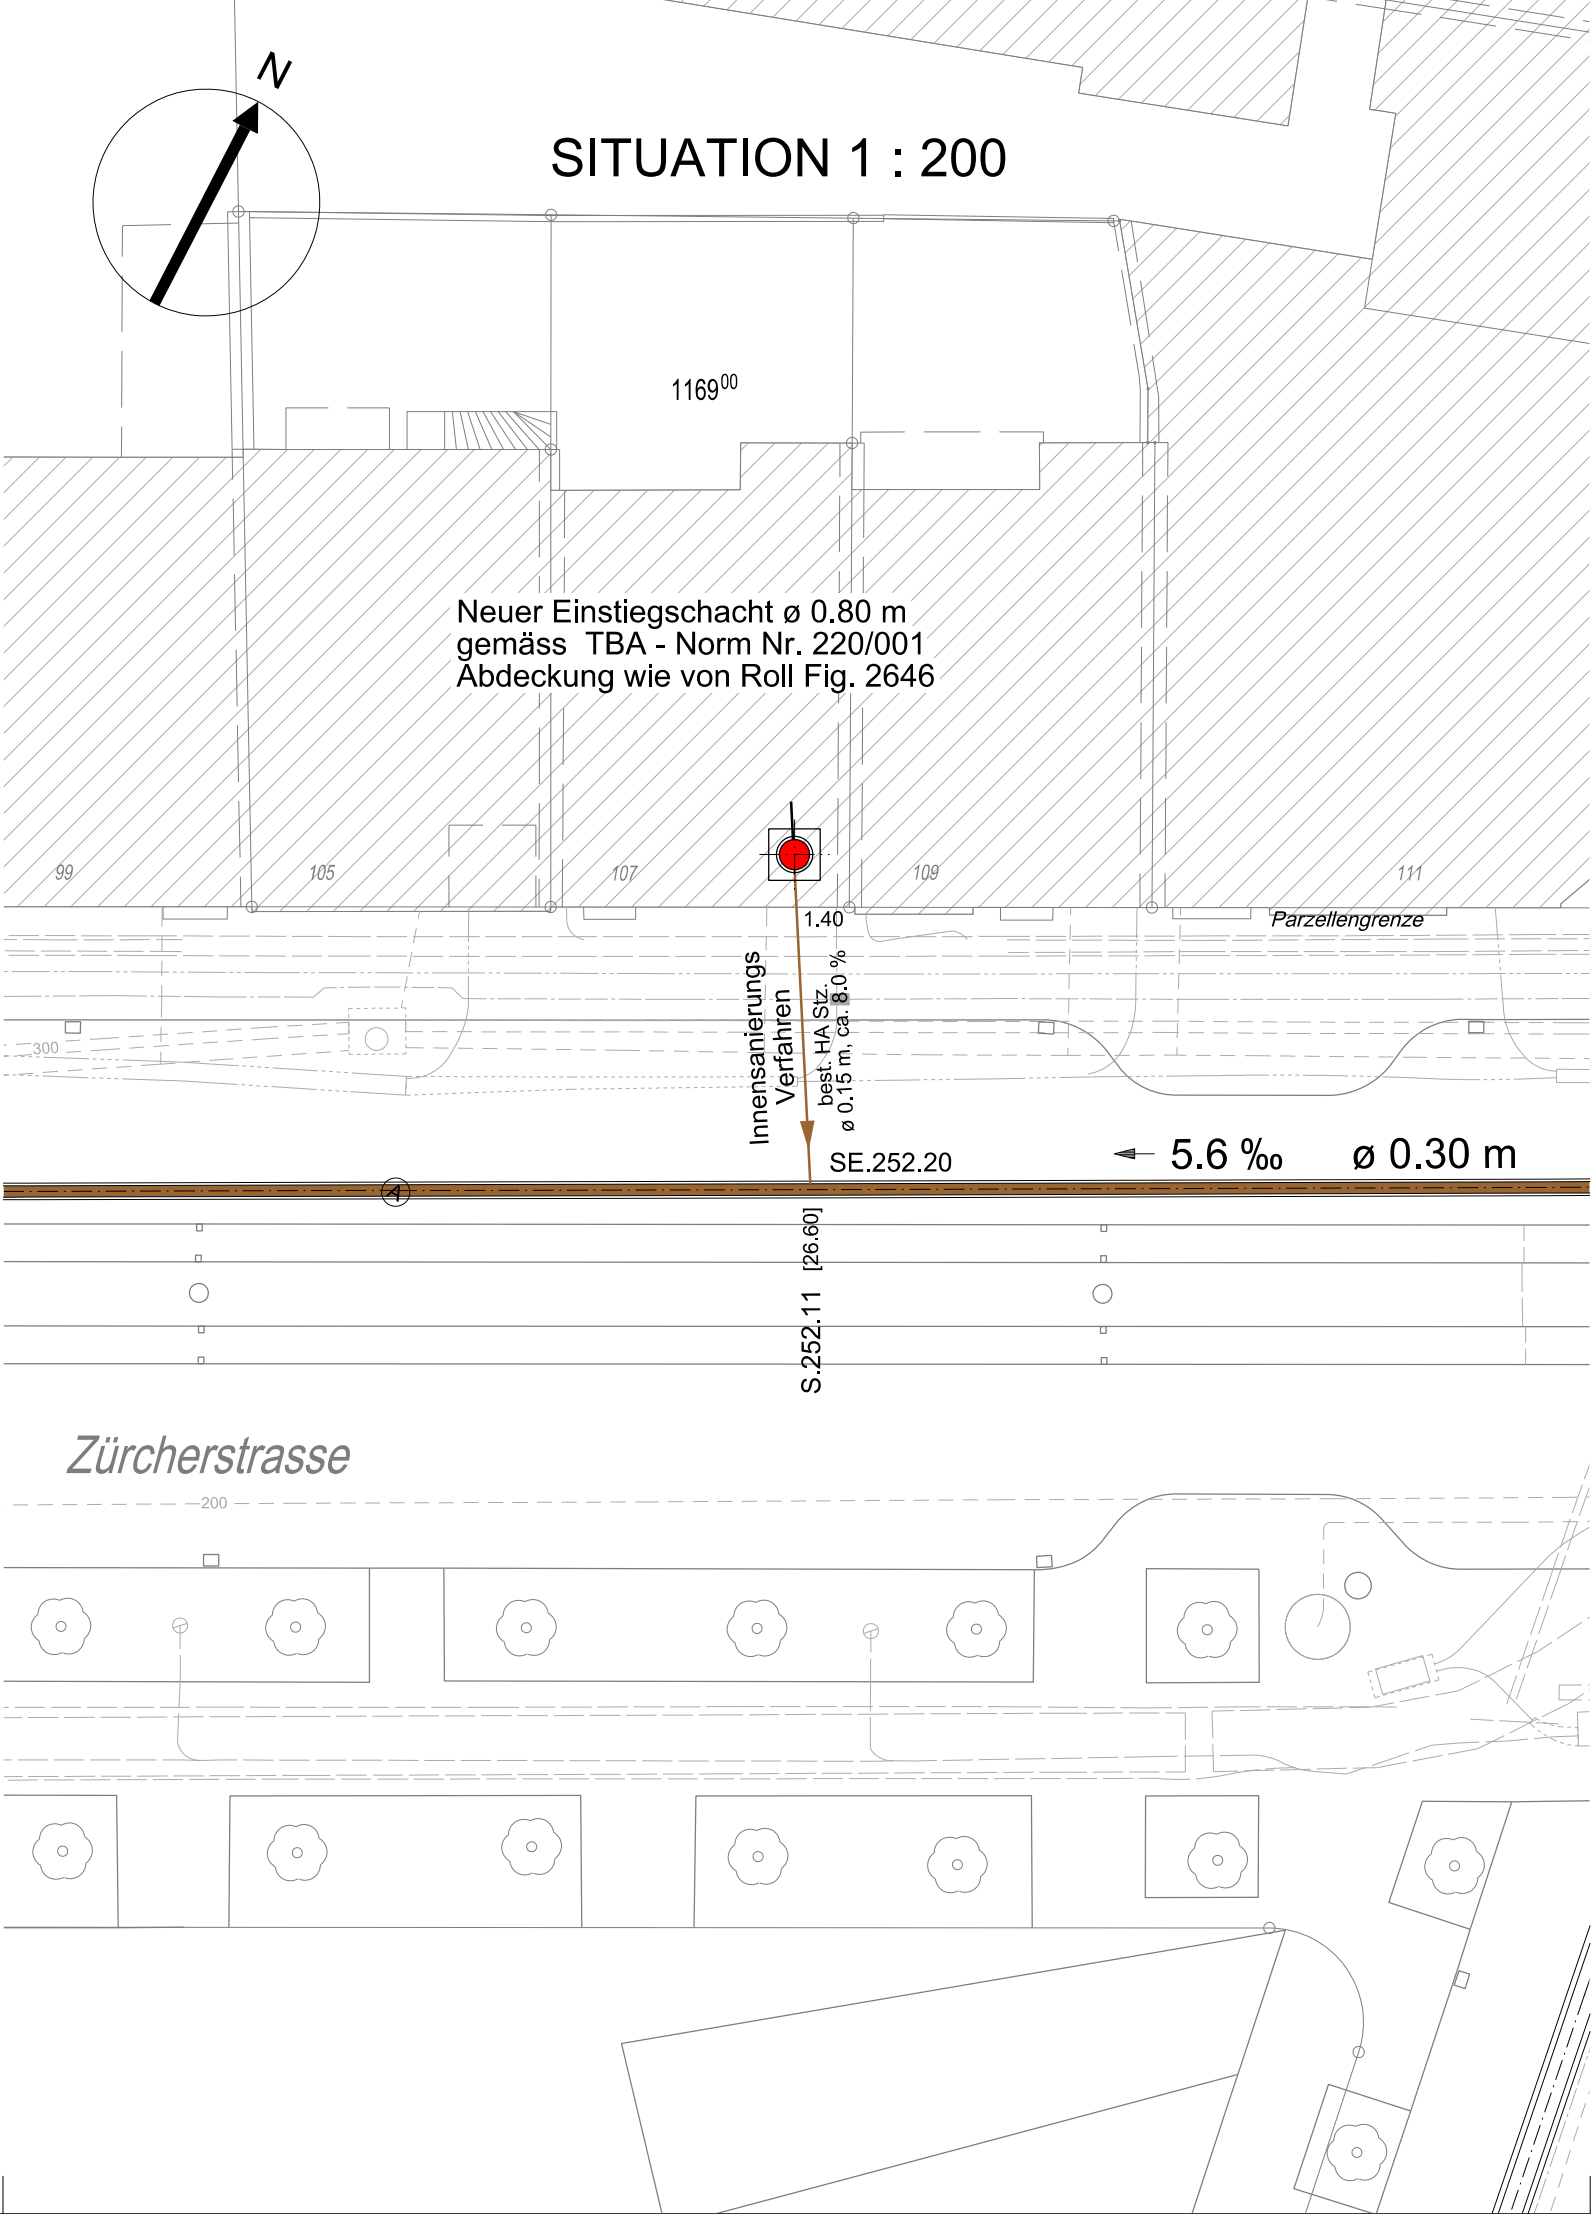 N
SITUATION 1 : 200
1169⁰⁰
Neuer Einstiegschacht ø 0.80 m
gemäss TBA - Norm Nr. 220/001
Abdeckung wie von Roll Fig. 2646
99
105
107
109
111
1.40
Parzellengrenze
Innensanierungs
Verfahren
best. HA Stz.
ø 0.15 m, ca. 8.0 %
300
SE.252.20
5.6 ‰
ø 0.30 m
A
S.252.11 [26.60]
Zürcherstrasse
200